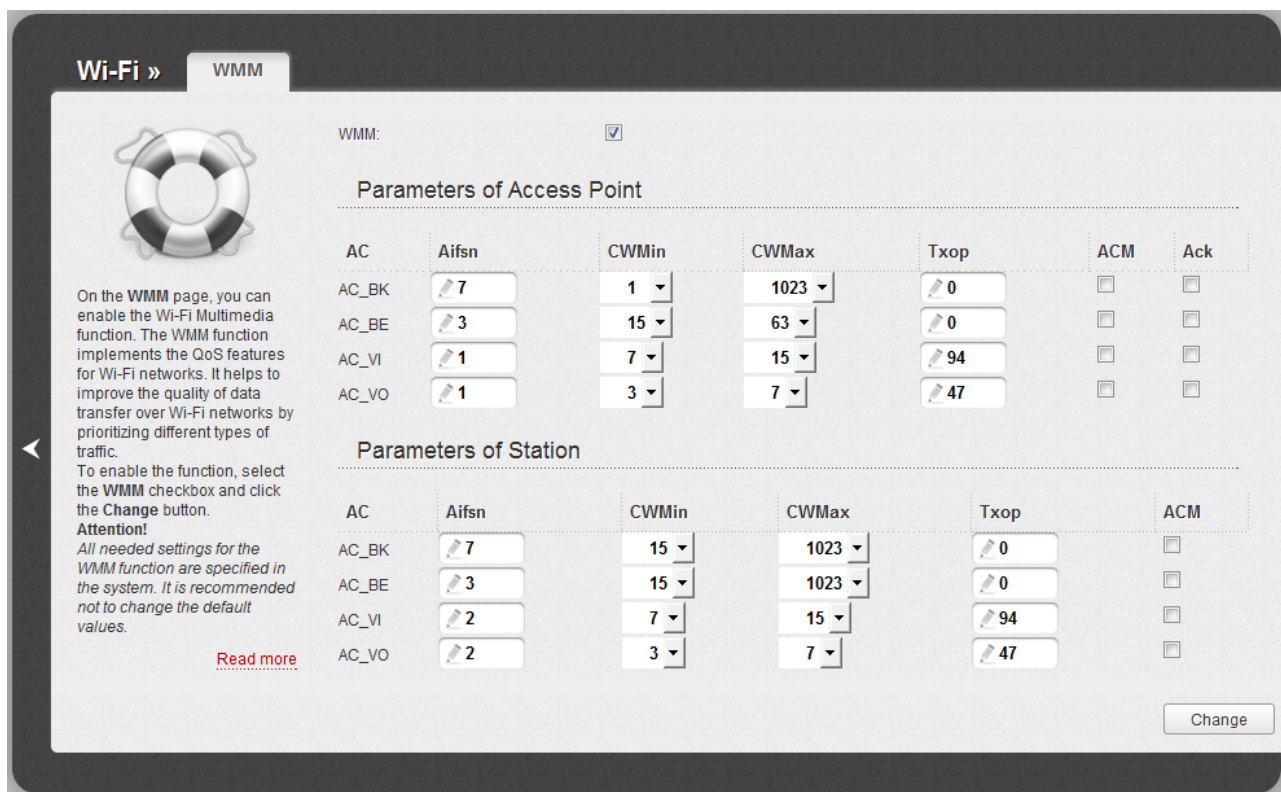 Wi-Fi » WMM
WMM:
Parameters of Access Point
AC Aifsn CWMin CWMax Txop ACM Ack
AC_BK 7 1 1023 0
AC_BE 3 15 63 0
AC_VI 1 7 15 94
AC_VO 1 3 7 47
Parameters of Station
AC Aifsn CWMin CWMax Txop ACM
AC_BK 7 15 1023 0
AC_BE 3 15 1023 0
AC_VI 2 7 15 94
AC_VO 2 3 7 47
Change
On the WMM page, you can
enable the Wi-Fi Multimedia
function. The WMM function
implements the QoS features
for Wi-Fi networks. It helps to
improve the quality of data
transfer over Wi-Fi networks by
prioritizing different types of
traffic.
To enable the function, select
the WMM checkbox and click
the Change button.
Attention!
All needed settings for the
WMM function are specified in
the system. It is recommended
not to change the default
values.
Read more